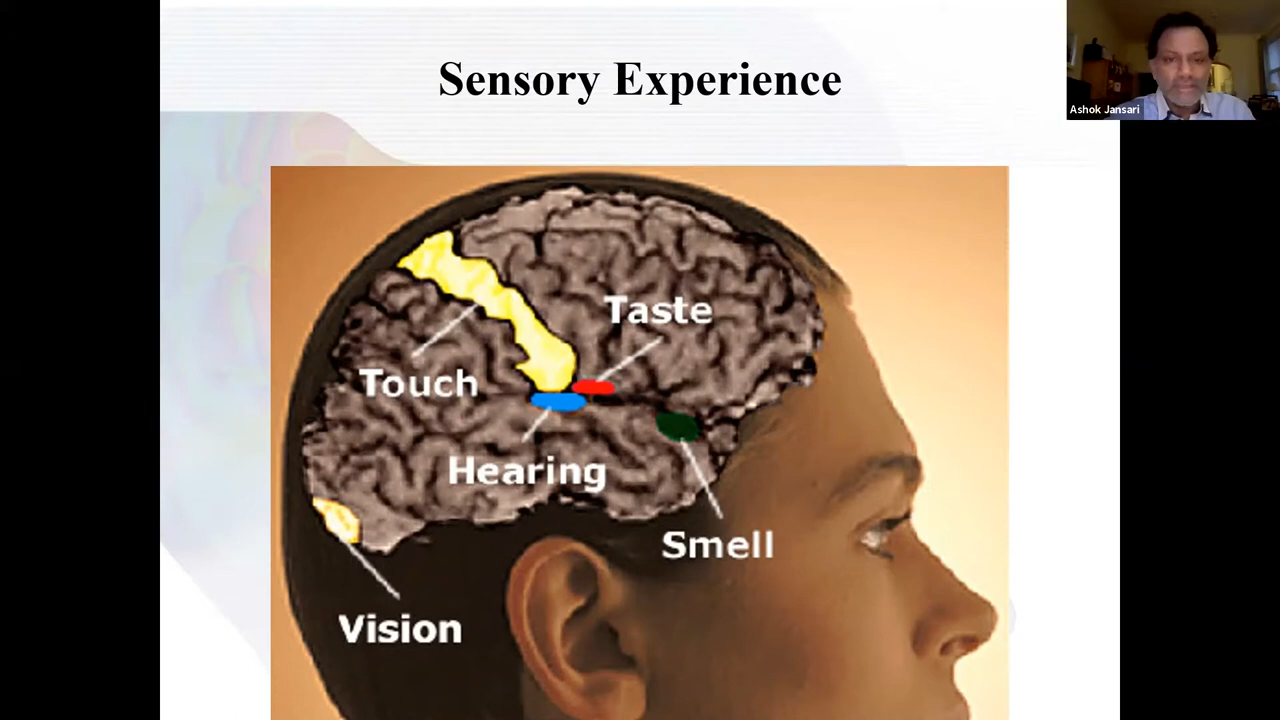 Sensory Experience
Ashok Jansari
Taste
Touch
Hearing
Smell
Vision